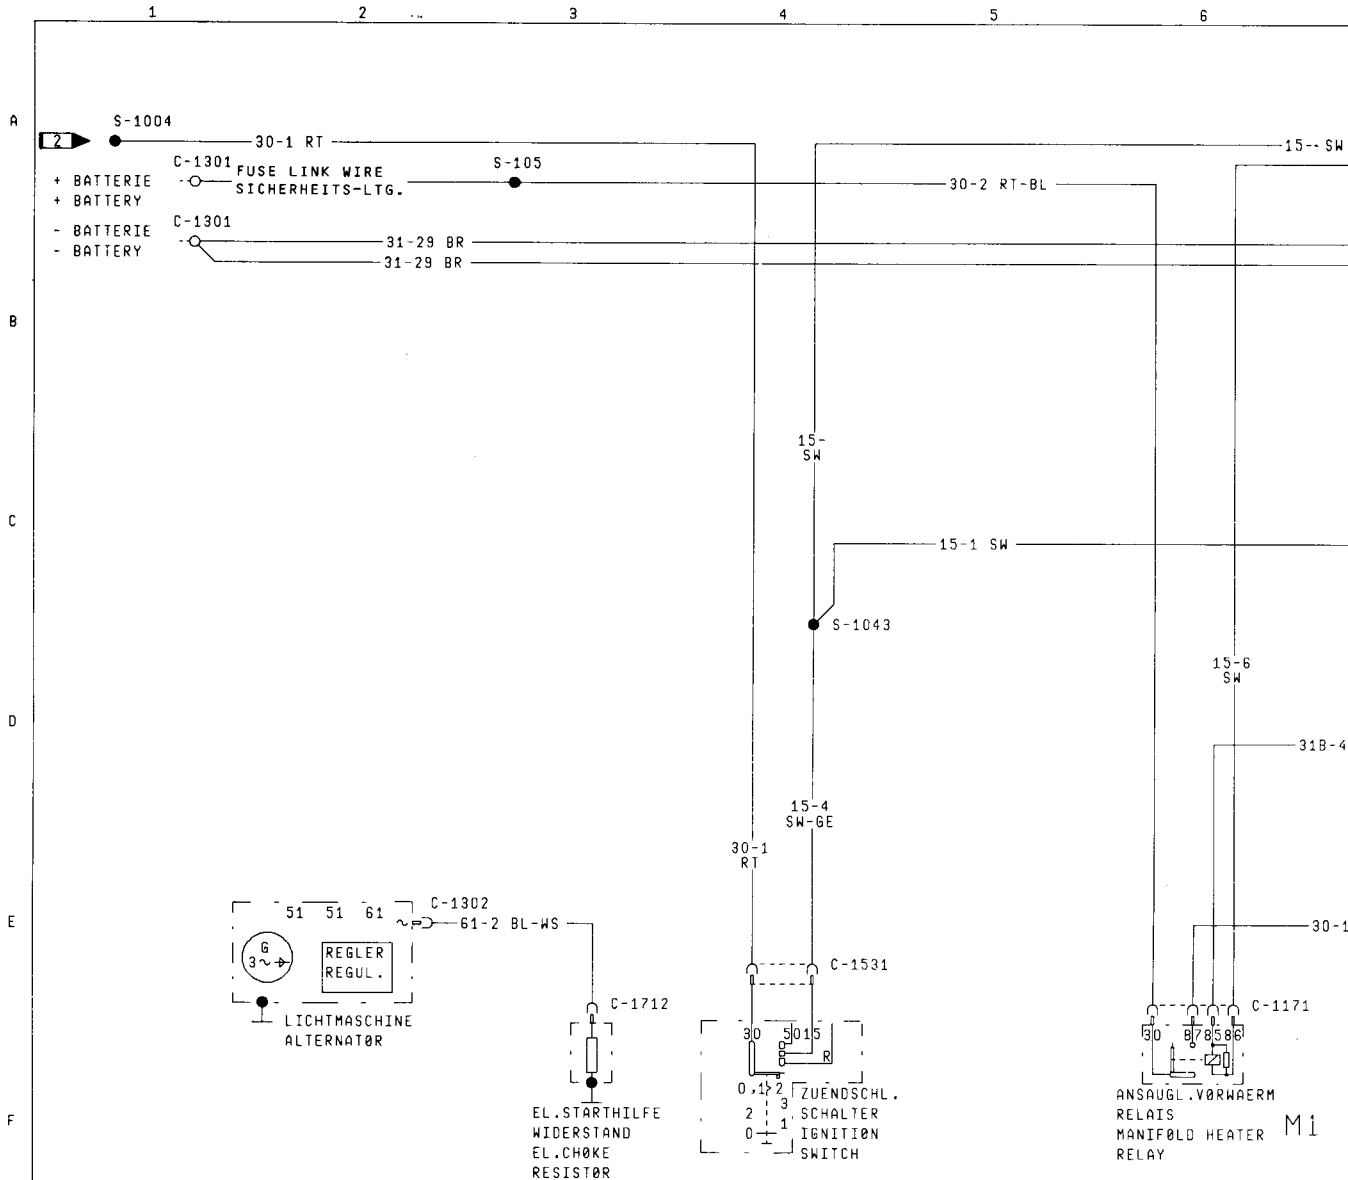 1 2 3 4 5 6
A
S-1004
2
30-1 RT
15-- SW
C-1301
FUSE LINK WIRE
SICHERHEITS-LTG.
S-105
+ BATTERIE
+ BATTERY
30-2 RT-BL
C-1301
- BATTERIE
- BATTERY
31-29 BR
31-29 BR
B
15-
SW
C
15-1 SW
S-1043
15-6
SW
D
31B-4
15-4
SW-GE
30-1
RT
E
51 51 61 ~
C-1302
61-2 BL-WS
30-1
G
3~
REGLER
REGUL.
C-1531
C-1712
C-1171
LICHTMASCHINE
ALTERNATØR
30 5015
R
30 87 85 86
0,1 2
3
2
1
0
ZUENDSCHL.
SCHALTER
IGNITIØN
SWITCH
EL.STARTHILFE
WIDERSTAND
EL.CHØKE
RESISTØR
ANSAUGL.VØRWAERM
RELAIS
MANIFØLD HEATER
RELAY
M1
F